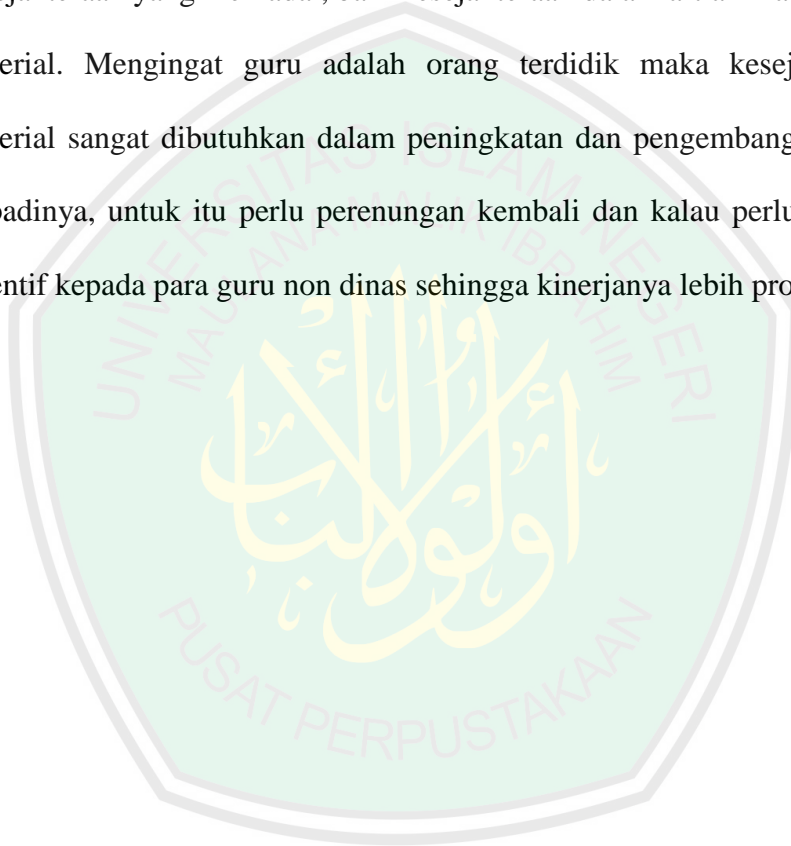 erial. Mengingat guru adalah orang terdidik maka kesej
erial sangat dibutuhkan dalam peningkatan dan pengembang
badinya, untuk itu perlu perenungan kembali dan kalau perlu
entif kepada para guru non dinas sehingga kinerjanya lebih pro
UNIVERSITAS ISLAM NEGERI
MAULANA MALIK IBRAHIM
أولوا الألباب
PUSAT PERPUSTAKAAN